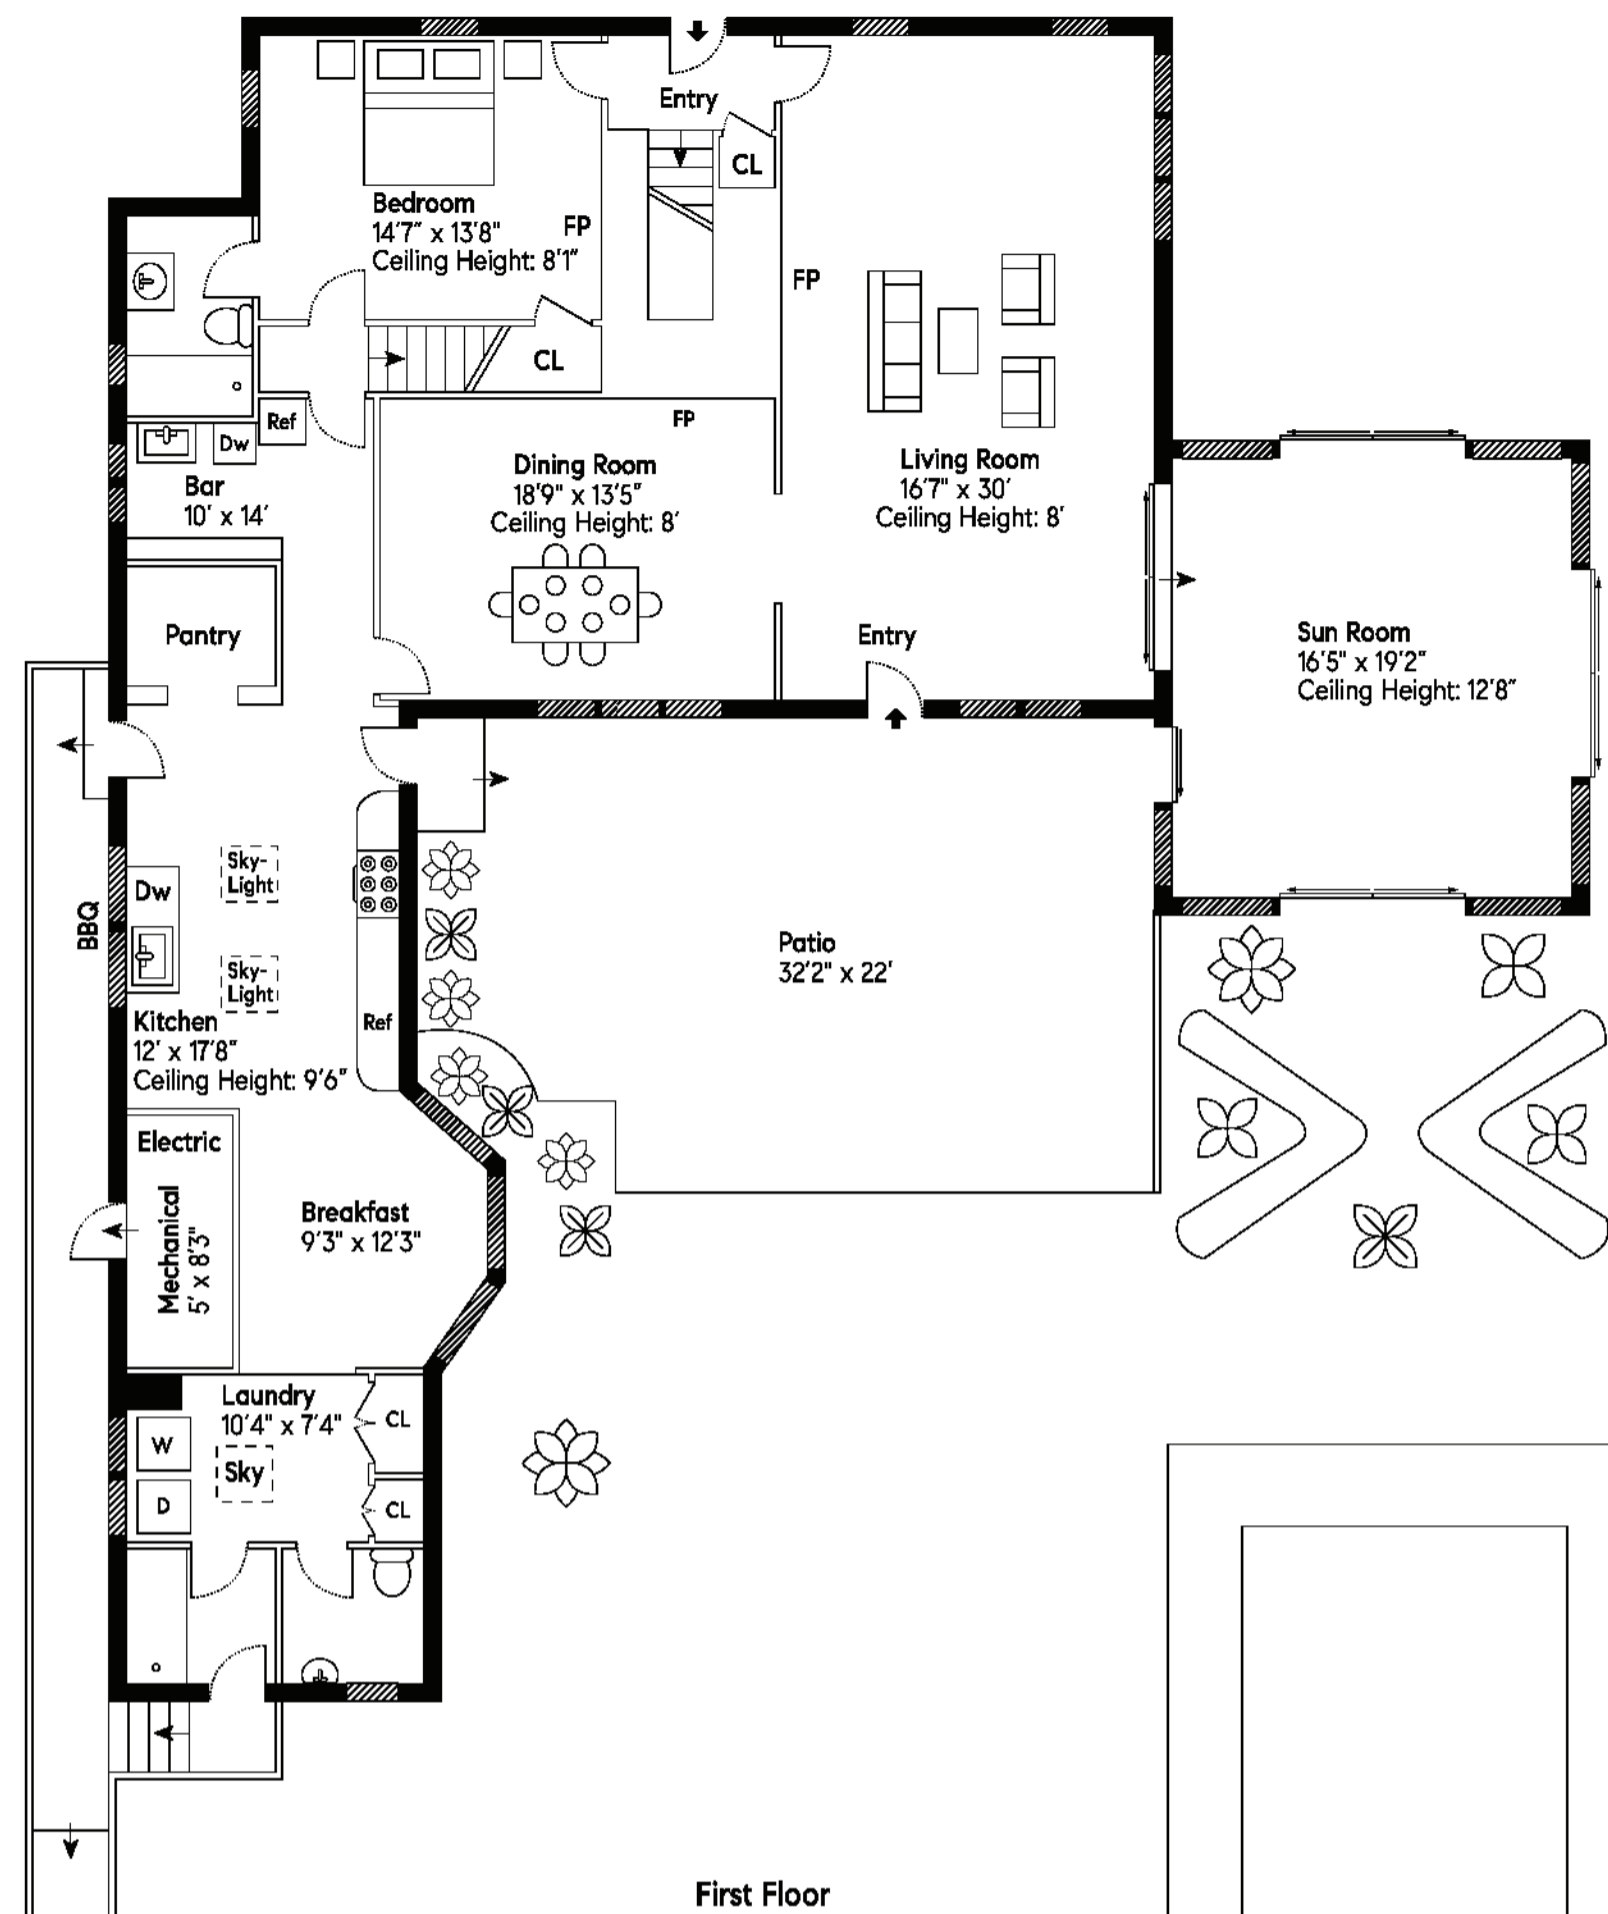 Entry
CL
Bedroom
14'7" x 13'8"
Ceiling Height: 8'1"
FP
FP
CL
Ref
Dw
FP
Bar
10' x 14'
Dining Room
18'9" x 13'5"
Ceiling Height: 8'
Living Room
16'7" x 30'
Ceiling Height: 8'
Pantry
Entry
Sun Room
16'5" x 19'2"
Ceiling Height: 12'8"
Sky-
Light
Dw
BBQ
Sky-
Light
Patio
32'2" x 22'
Kitchen
12' x 17'8"
Ceiling Height: 9'6"
Ref
Electric
Mechanical
5' x 8'3"
Breakfast
9'3" x 12'3"
Laundry
10'4" x 7'4"
CL
W
Sky
D
CL
First Floor